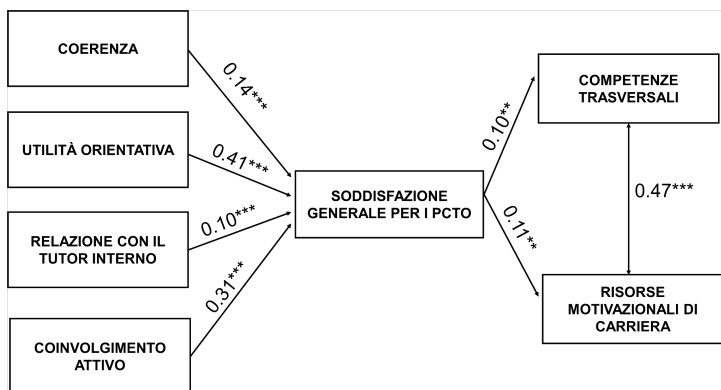 COERENZA
UTILITÀ ORIENTATIVA
RELAZIONE CON IL
TUTOR INTERNO
COINVOLGIMENTO
ATTIVO
0.14***
0.41***
0.10***
0.31***
SODDISFAZIONE
GENERALE PER I PCTO
0.10**
0.11**
COMPETENZE
TRASVERSALI
0.47***
RISORSE
MOTIVAZIONALI DI
CARRIERA